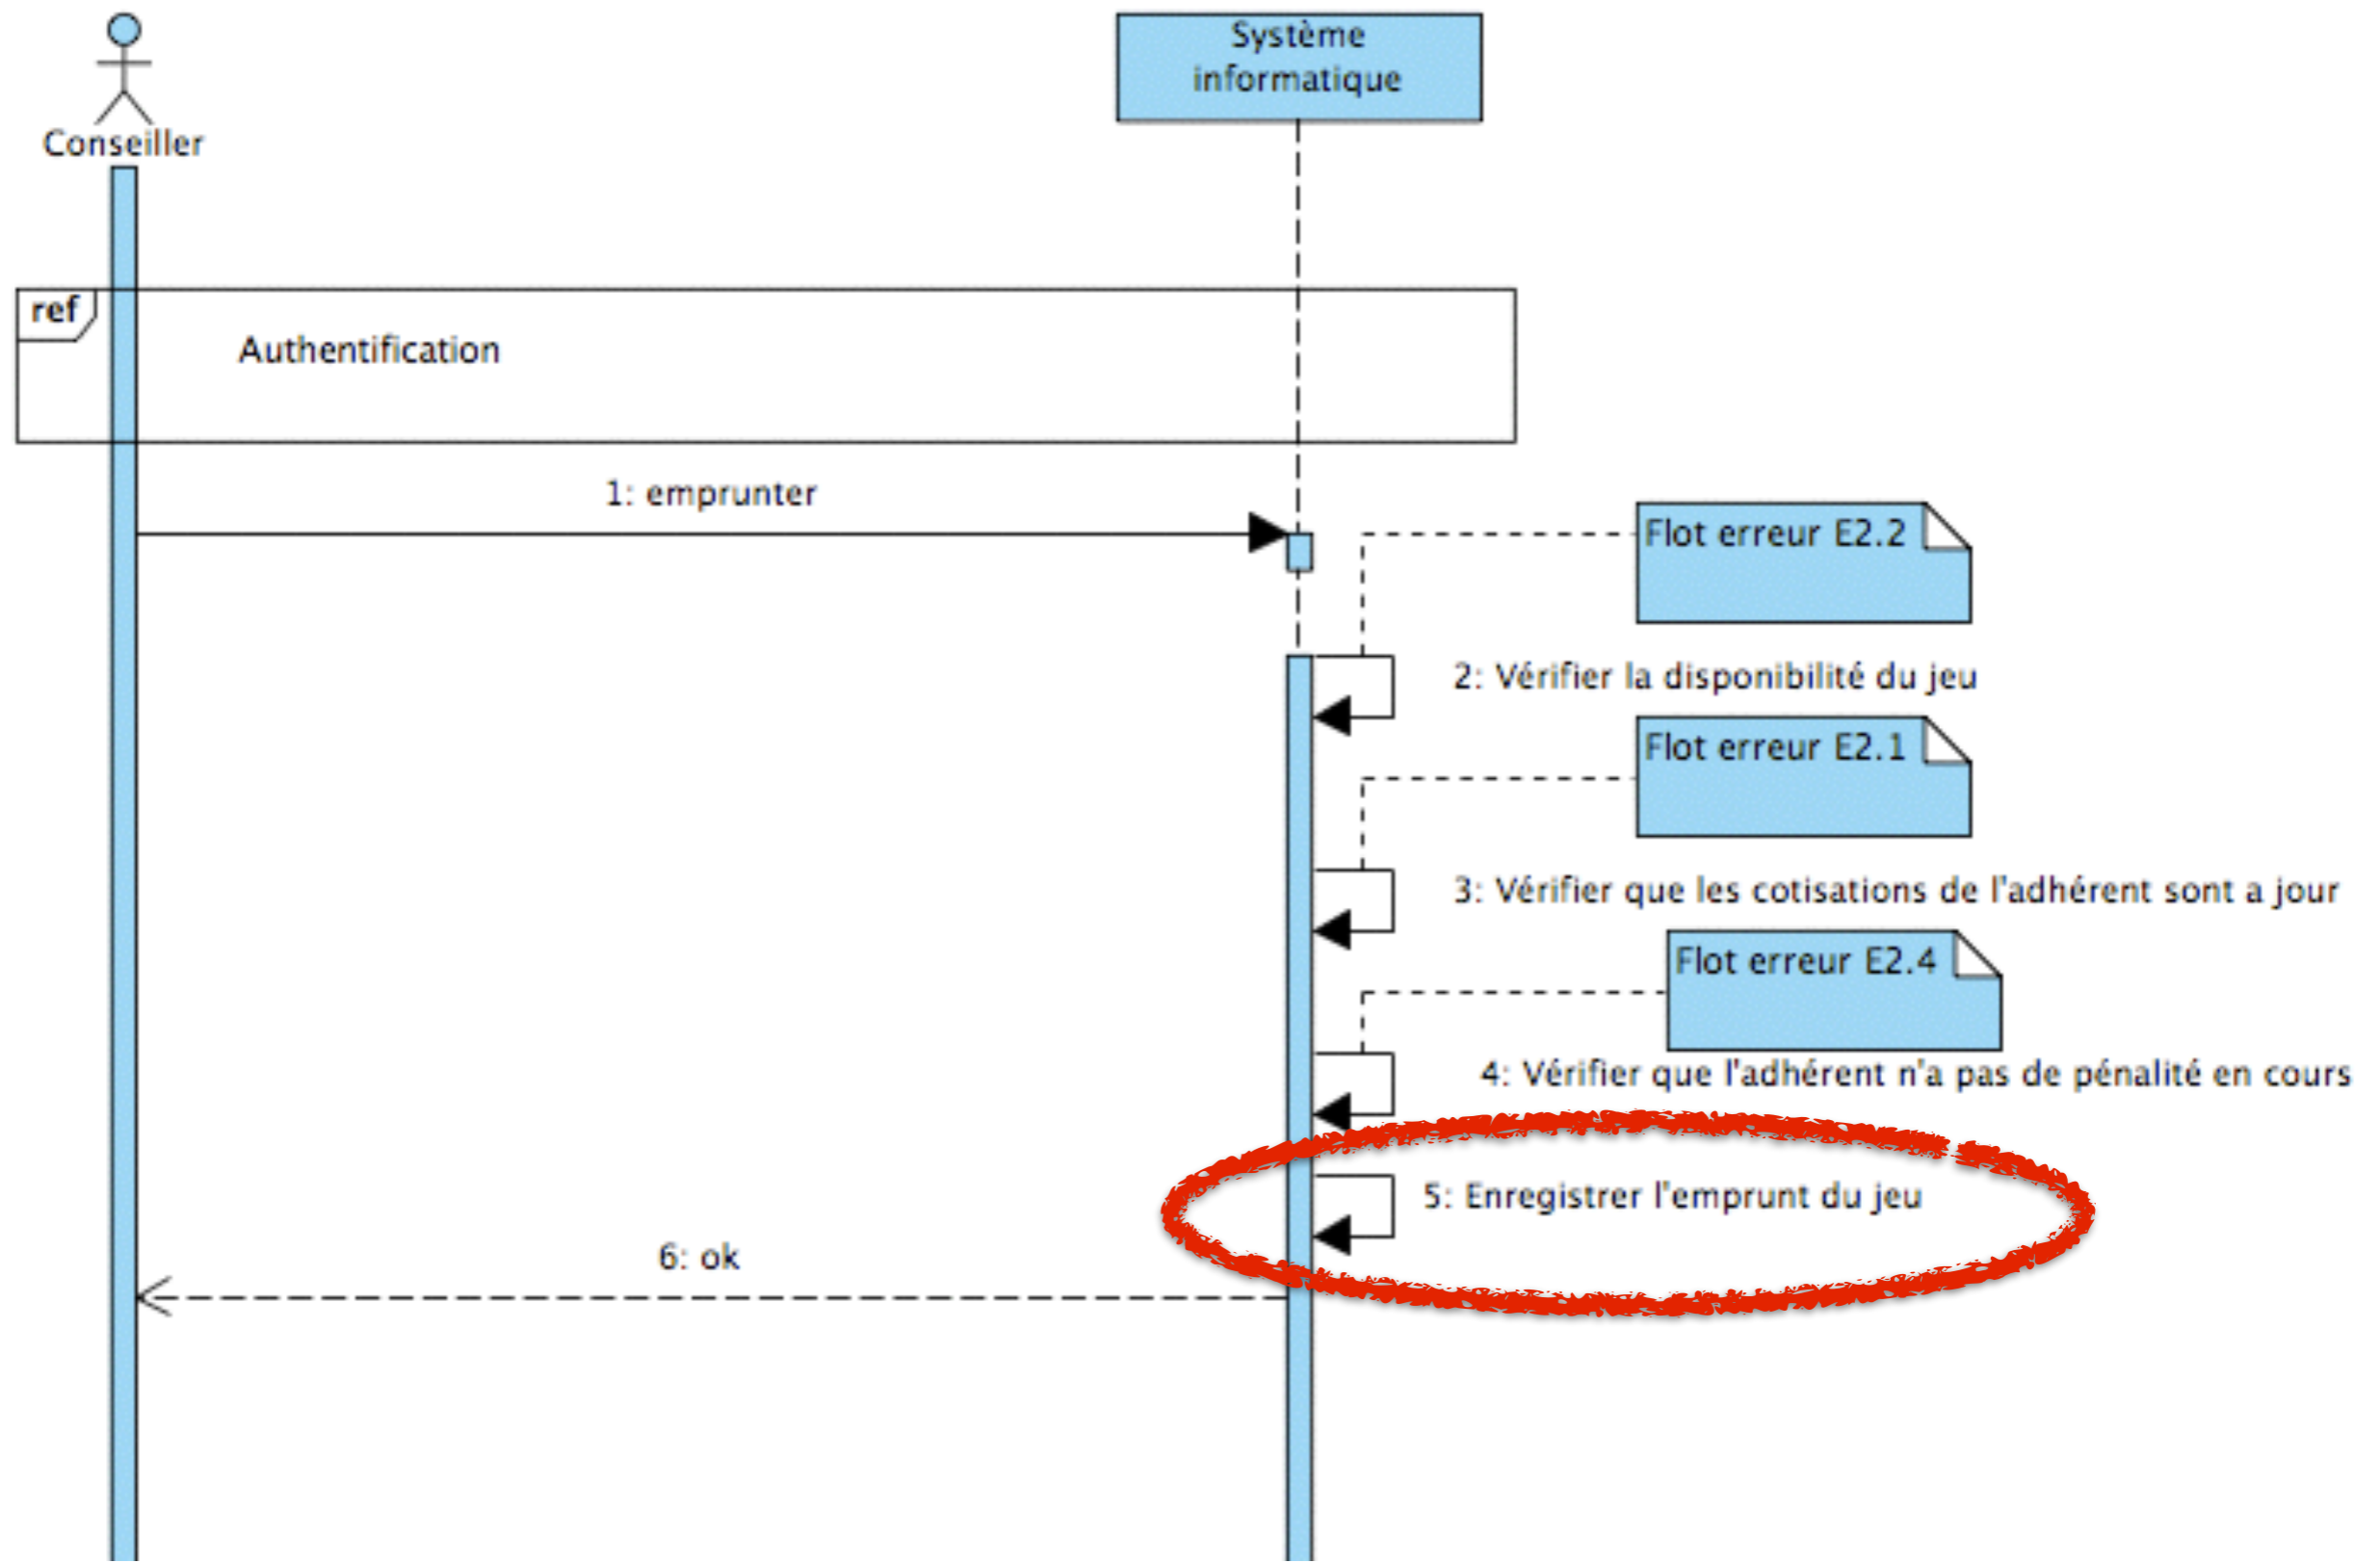 Système
informatique
Conseiller
ref
Authentification
1: emprunter
Flot erreur E2.2
2: Vérifier la disponibilité du jeu
Flot erreur E2.1
3: Vérifier que les cotisations de l'adhérent sont a jour
Flot erreur E2.4
4: Vérifier que l'adhérent n'a pas de pénalité en cours
5: Enregistrer l'emprunt du jeu
6: ok